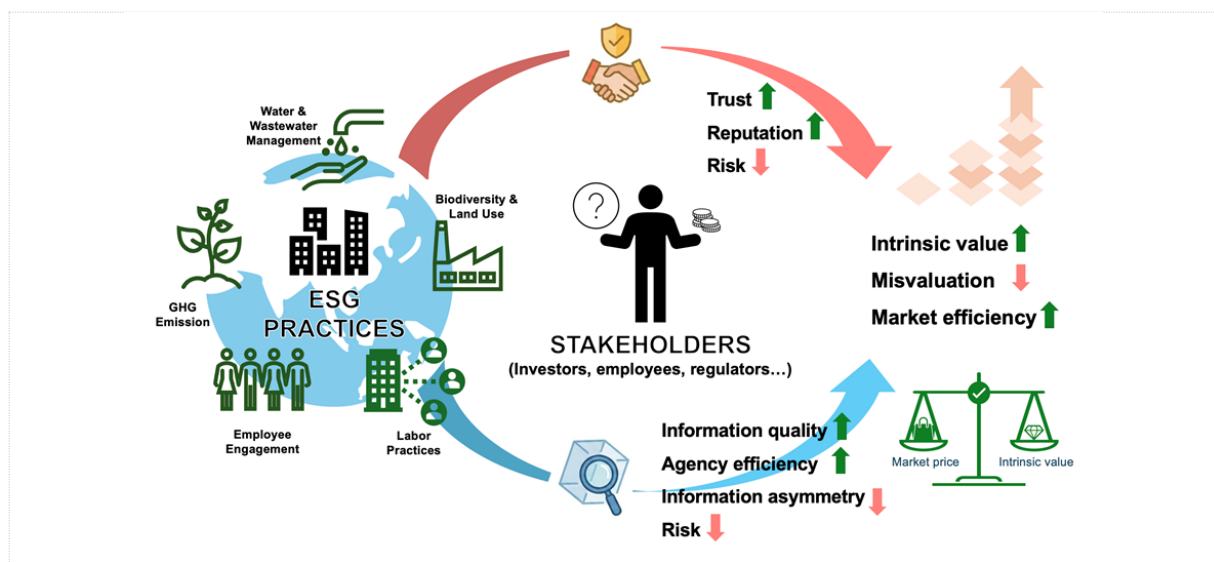 Water &
Wastewater
Management
Biodiversity &
Land Use
GHG
Emission
ESG
PRACTICES
Employee
Engagement
Labor
Practices
?
STAKEHOLDERS
(Investors, employees, regulators...)
Trust
Reputation
Risk
Intrinsic value
Misvaluation
Market efficiency
Information quality
Agency efficiency
Information asymmetry
Risk
Market price
Intrinsic value